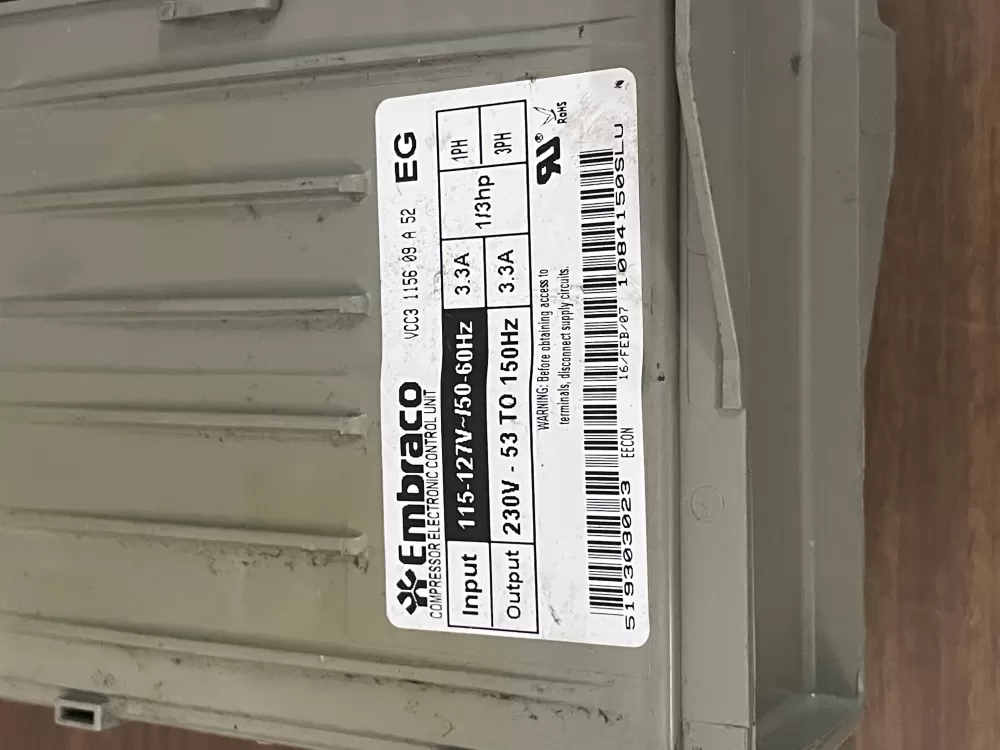 Embraco VCC3 1156 09 A 52 EG
COMPRESSOR ELECTRONIC CONTROL UNIT
Input 115-127V~/50-60Hz 3.3A 1/3hp 1PH
Output 230V - 53 TO 150Hz 3.3A 3PH
WARNING: Before obtaining access to
terminals, disconnect supply circuits.
RU ® RoHS
EECON 16/FEB/07
519303023 1084150SLU